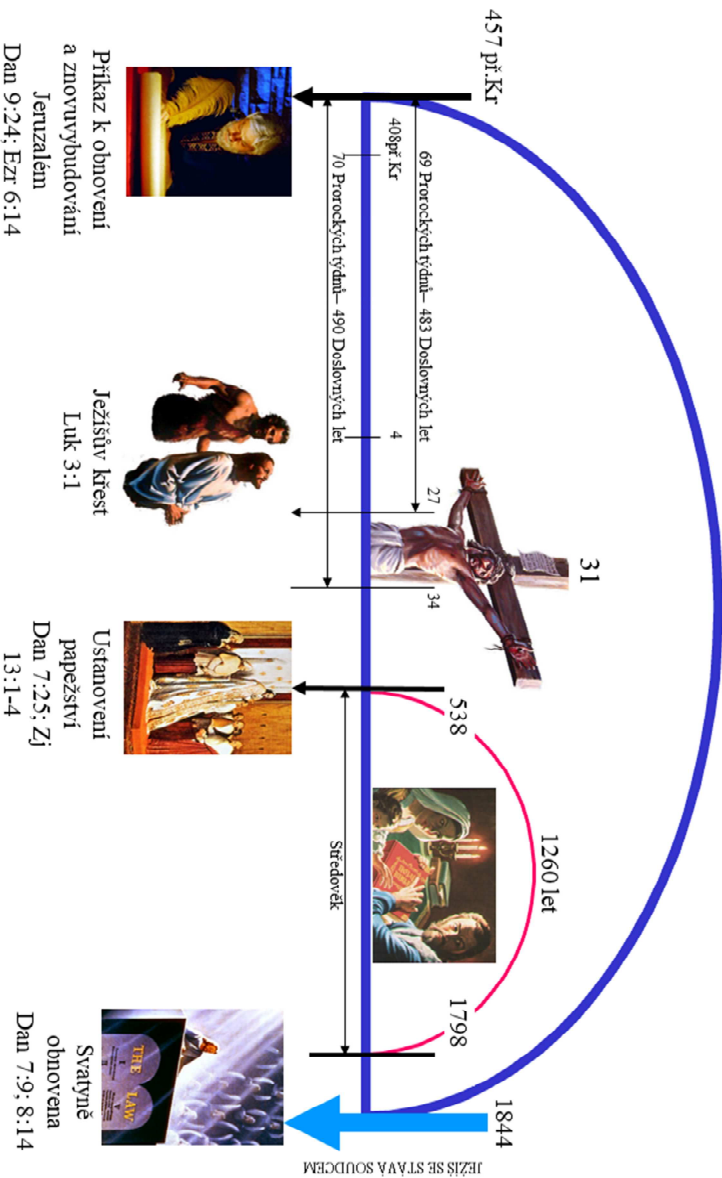 1260 let
31
457 př.Kr
538
1798
1844
JEŽÍŠ SE STÁVÁ SOUDCEM
69 Prorockých týdnů– 483 Doslovných let
27
34
408př.Kr
4
70 Prorockých týdnů– 490 Doslovných let
Středověk
THE LAW
Příkaz k obnovení
a znovuvybudování
Jeruzalém
Dan 9:24; Ezr 6:14
Ježíšův křest
Luk 3:1
Ustanovení
papežství
Dan 7:25; Zj
13:1-4
Svatyně
obnovena
Dan 7:9; 8:14